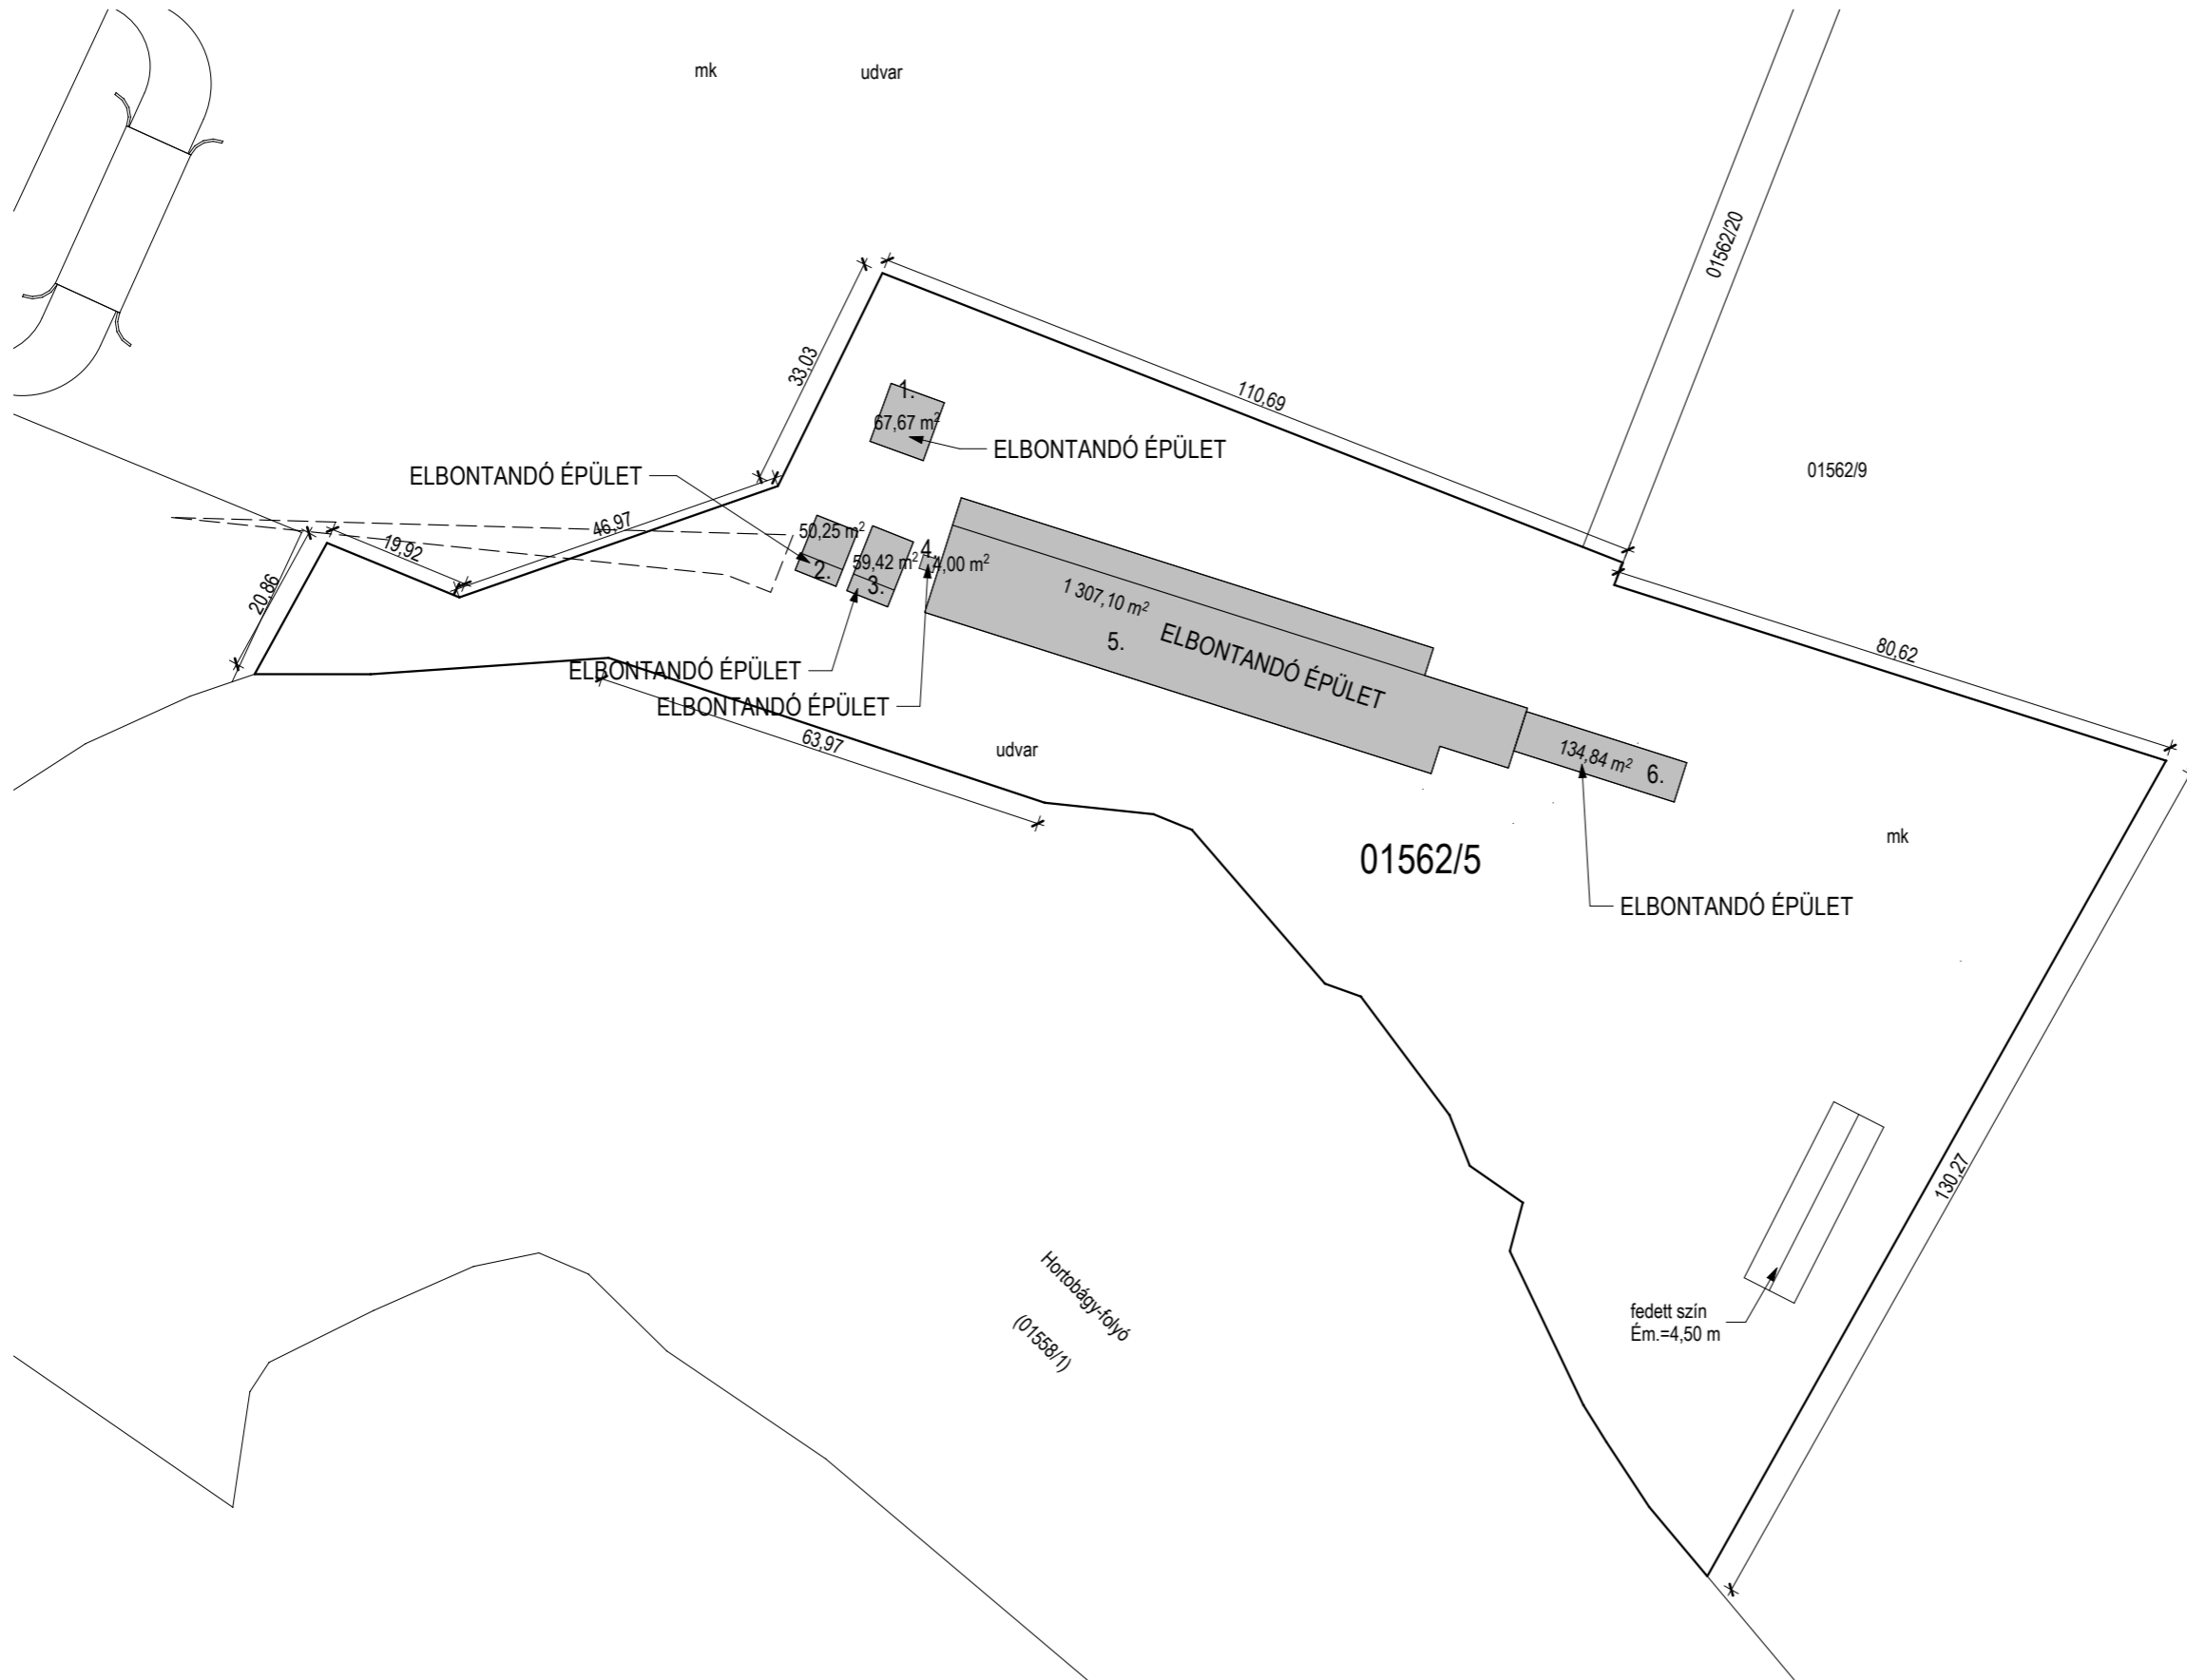 mk
udvar
01562/20
33,03
110,69
1.
67,67 m²
ELBONTANDÓ ÉPÜLET
01562/9
ELBONTANDÓ ÉPÜLET
46,97
19,92
20,86
50,25 m²
2.
59,42 m²
3.
4.
4,00 m²
1 307,10 m²
5.
ELBONTANDÓ ÉPÜLET
80,62
ELBONTANDÓ ÉPÜLET
ELBONTANDÓ ÉPÜLET
63,97
udvar
134,84 m²
6.
mk
01562/5
ELBONTANDÓ ÉPÜLET
130,27
fedett szín
Ém.=4,50 m
Hortobágy-folyó
(01558/1)